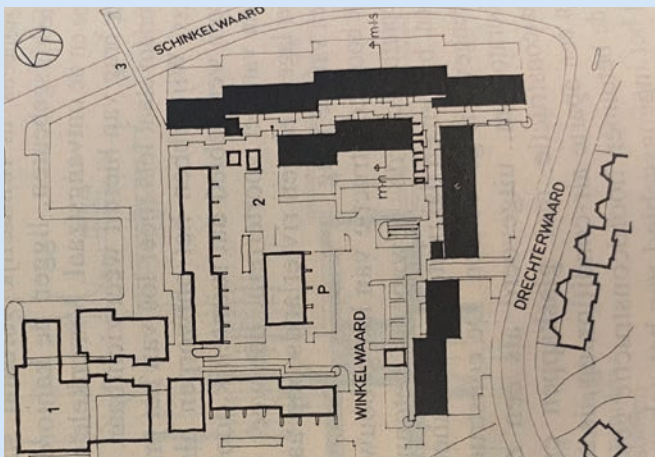 SCHINKELWAARD
3
m-s
2
m-n
DRECHTERWAARD
P
WINKELWAARD
1